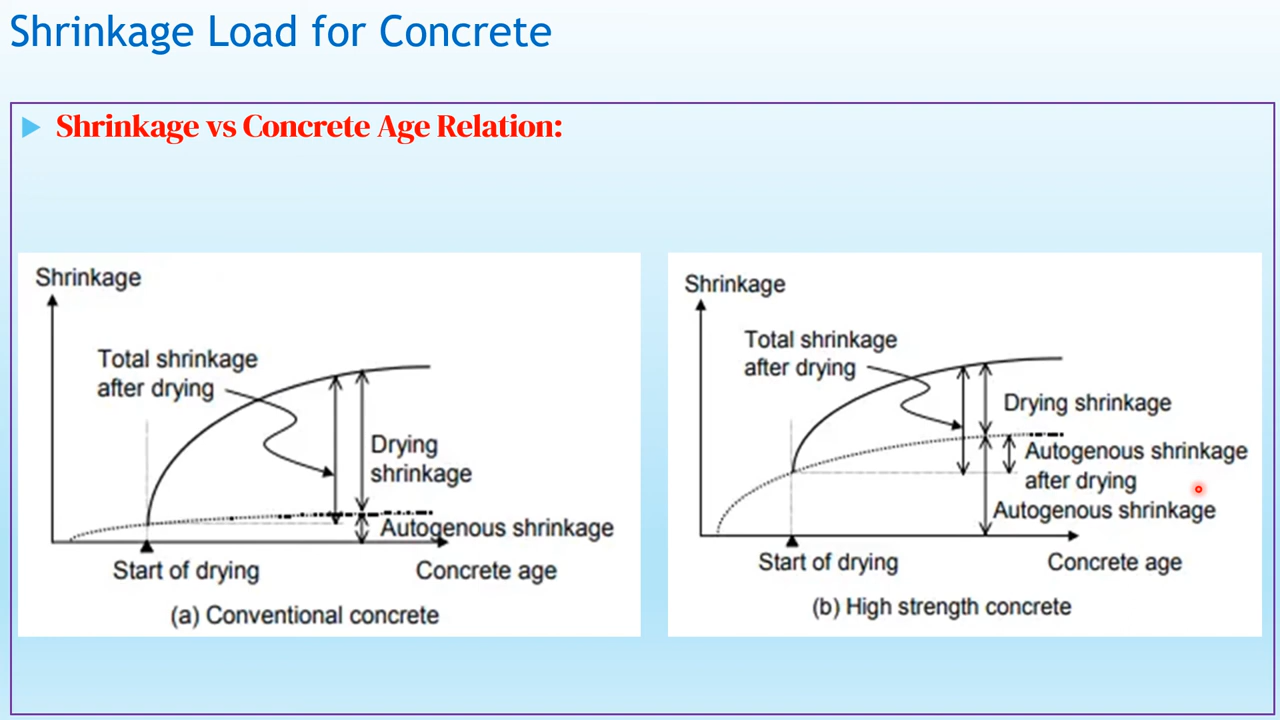 Shrinkage Load for Concrete
Shrinkage vs Concrete Age Relation:
Shrinkage
Total shrinkage
after drying
Drying
shrinkage
Autogenous shrinkage
Start of drying
Concrete age
(a) Conventional concrete
Shrinkage
Total shrinkage
after drying
Drying shrinkage
Autogenous shrinkage
after drying
Autogenous shrinkage
Start of drying
Concrete age
(b) High strength concrete